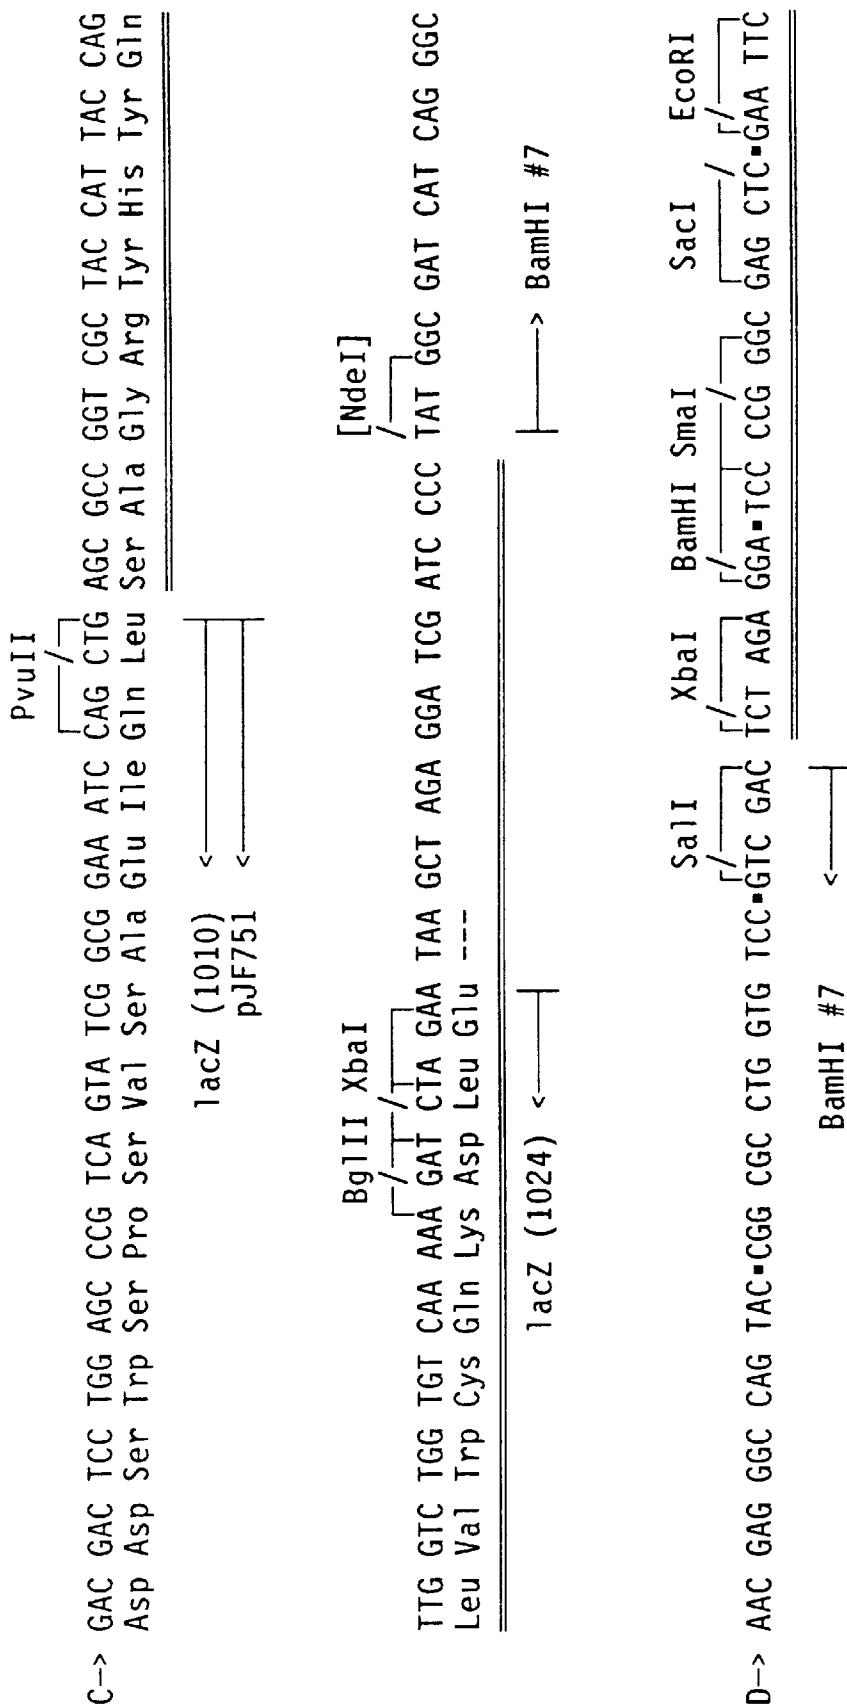 PvuII
C—> GAC GAC TCC TGG AGC CCG TCA GTA TCG GCG GAA ATC CAG CTG AGC GCC GGT CGC TAC CAT TAC CAG
Asp Asp Ser Trp Ser Pro Ser Val Ser Ala Glu Ile Gln Leu Ser Ala Gly Arg Tyr His Tyr Gln
lacZ (1010) <
pJF751 <
BglII XbaI [NdeI]
TTG GTC TGG TGT CAA AAA GAT CTA GAA TAA GCT AGA GGA TCG ATC CCC TAT GGC GAT CAT CAG GGC
Leu Val Trp Cys Gln Lys Asp Leu Glu ---
lacZ (1024) < > BamHI #7
SalI XbaI BamHI SmaI SacI EcoRI
D—> AAC GAG GGC CAG TAC▪CGG CGC CTG GTG TCC▪GTC GAC TCT AGA GGA▪TCC CCG GGC GAG CTC▪GAA TTC
BamHI #7 <